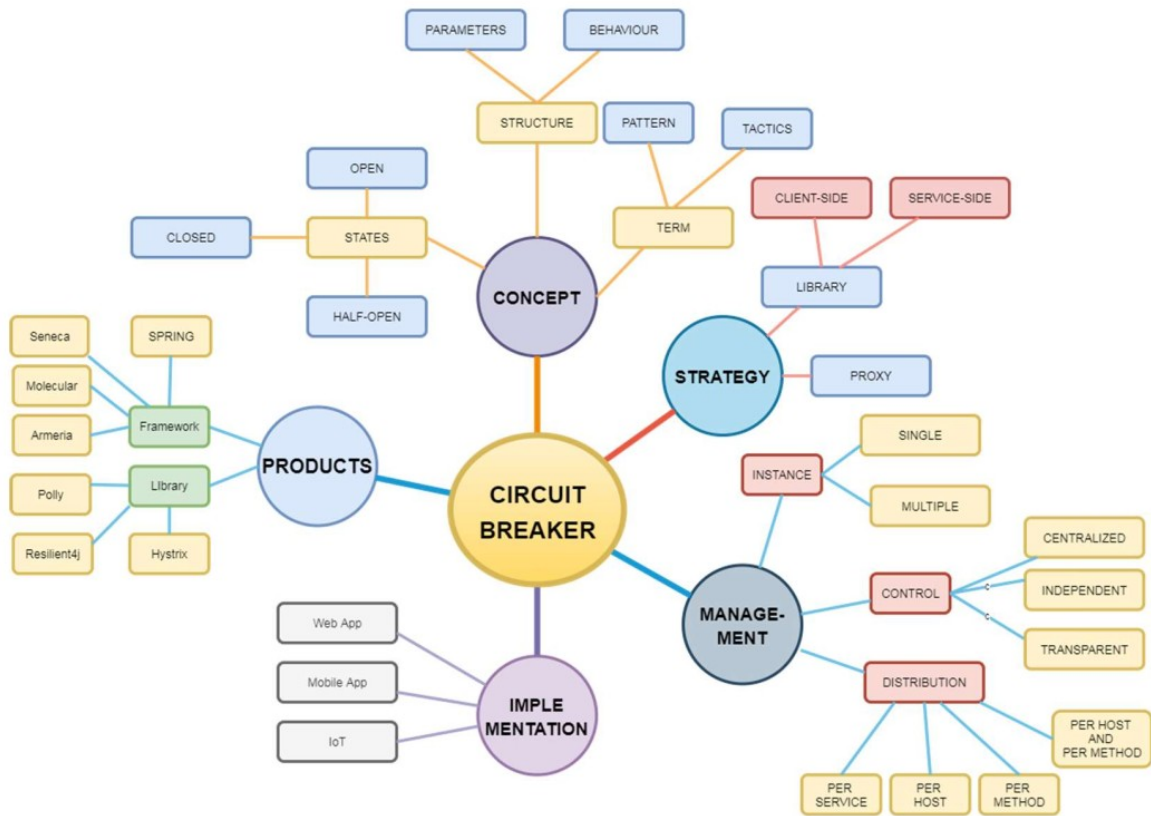 PARAMETERS
BEHAVIOUR
STRUCTURE
PATTERN
TACTICS
OPEN
CLIENT-SIDE
SERVICE-SIDE
CLOSED
STATES
TERM
HALF-OPEN
CONCEPT
LIBRARY
Seneca
SPRING
STRATEGY
PROXY
Molecular
Armeria
Framework
PRODUCTS
LIbrary
Polly
Resilient4j
Hystrix
CIRCUIT
BREAKER
SINGLE
INSTANCE
MULTIPLE
CENTRALIZED
CONTROL
INDEPENDENT
TRANSPARENT
MANAGE-
MENT
DISTRIBUTION
PER HOST
AND
PER METHOD
PER
SERVICE
PER
HOST
PER
METHOD
Web App
Mobile App
IoT
IMPLE
MENTATION